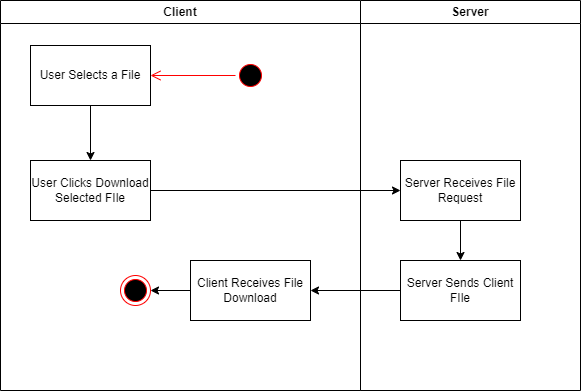 Client
Server
User Selects a File
User Clicks Download
Selected FIle
Server Receives File
Request
Client Receives File
Download
Server Sends Client
FIle